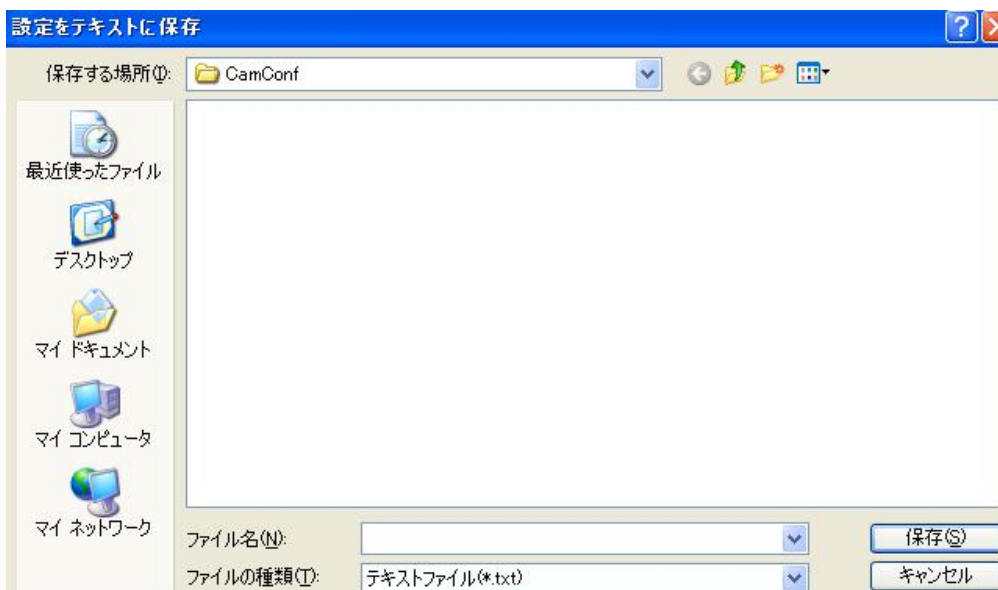 設定をテキストに保存
保存する場所(I):
CamConf
最近使ったファイル
デスクトップ
マイ ドキュメント
マイ コンピュータ
マイ ネットワーク
ファイル名(N):
保存(S)
ファイルの種類(T):
テキストファイル(*.txt)
キャンセル